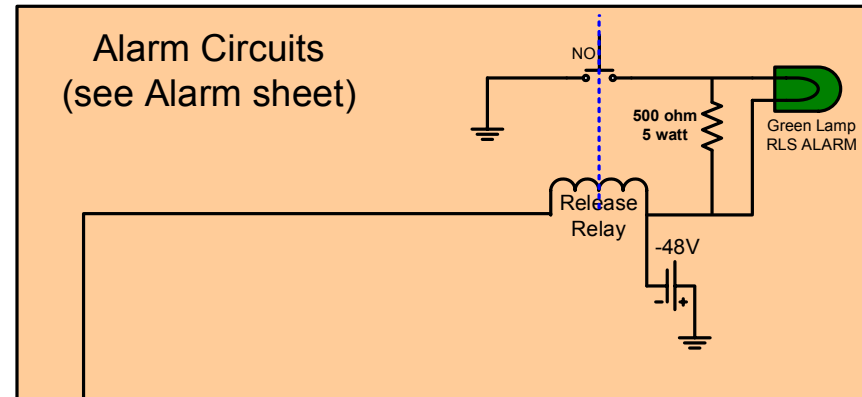 Alarm Circuits
(see Alarm sheet)
NO
500 ohm
5 watt
Green Lamp
RLS ALARM
Release
Relay
-48V
- +